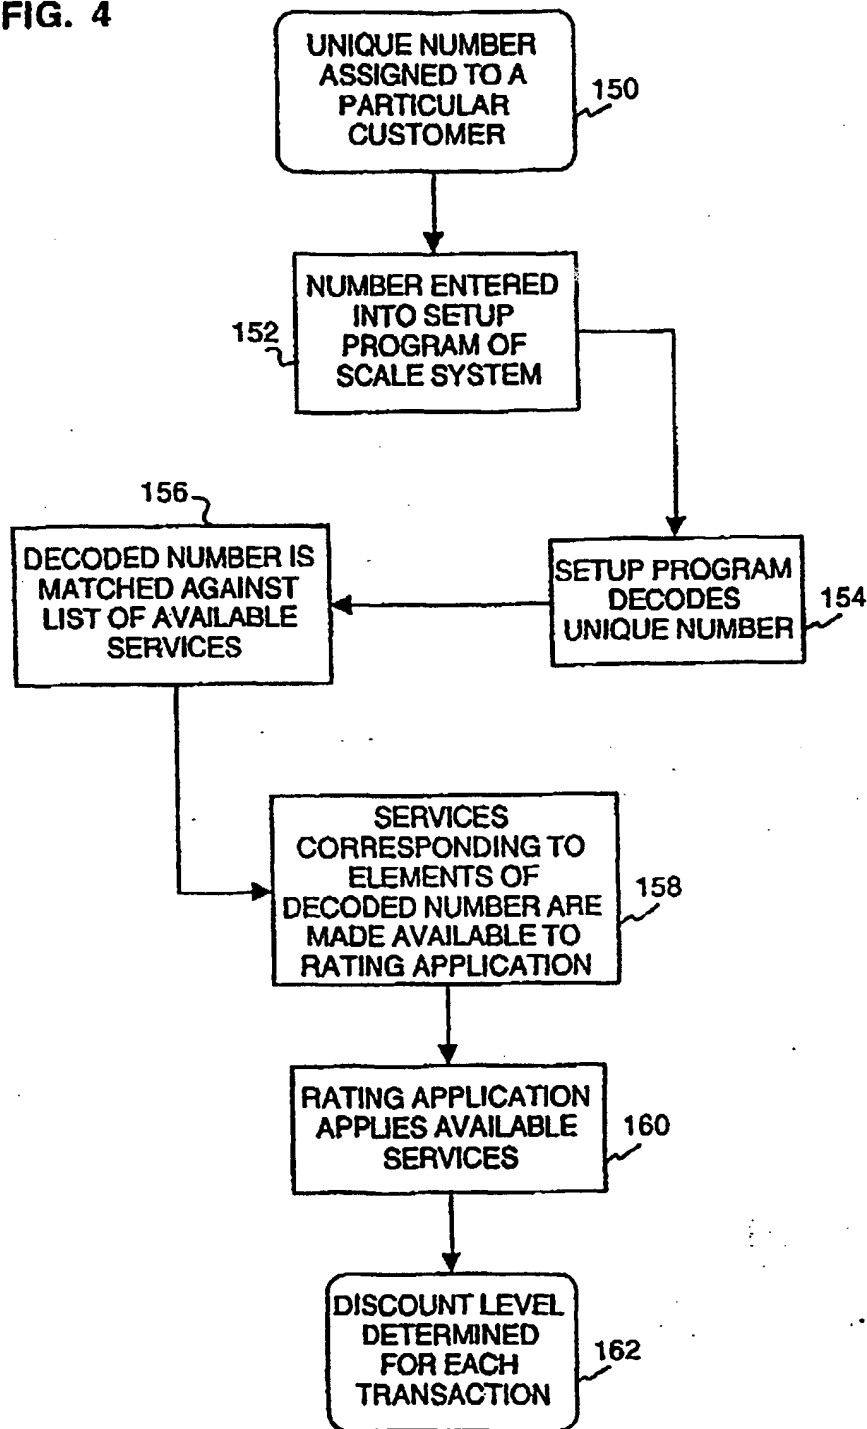 FIG. 4
UNIQUE NUMBER
ASSIGNED TO A
PARTICULAR
CUSTOMER
150
NUMBER ENTERED
INTO SETUP
PROGRAM OF
SCALE SYSTEM
152
SETUP PROGRAM
DECODES
UNIQUE NUMBER
154
156
DECODED NUMBER IS
MATCHED AGAINST
LIST OF AVAILABLE
SERVICES
SERVICES
CORRESPONDING TO
ELEMENTS OF
DECODED NUMBER ARE
MADE AVAILABLE TO
RATING APPLICATION
158
RATING APPLICATION
APPLIES AVAILABLE
SERVICES
160
DISCOUNT LEVEL
DETERMINED
FOR EACH
TRANSACTION
162